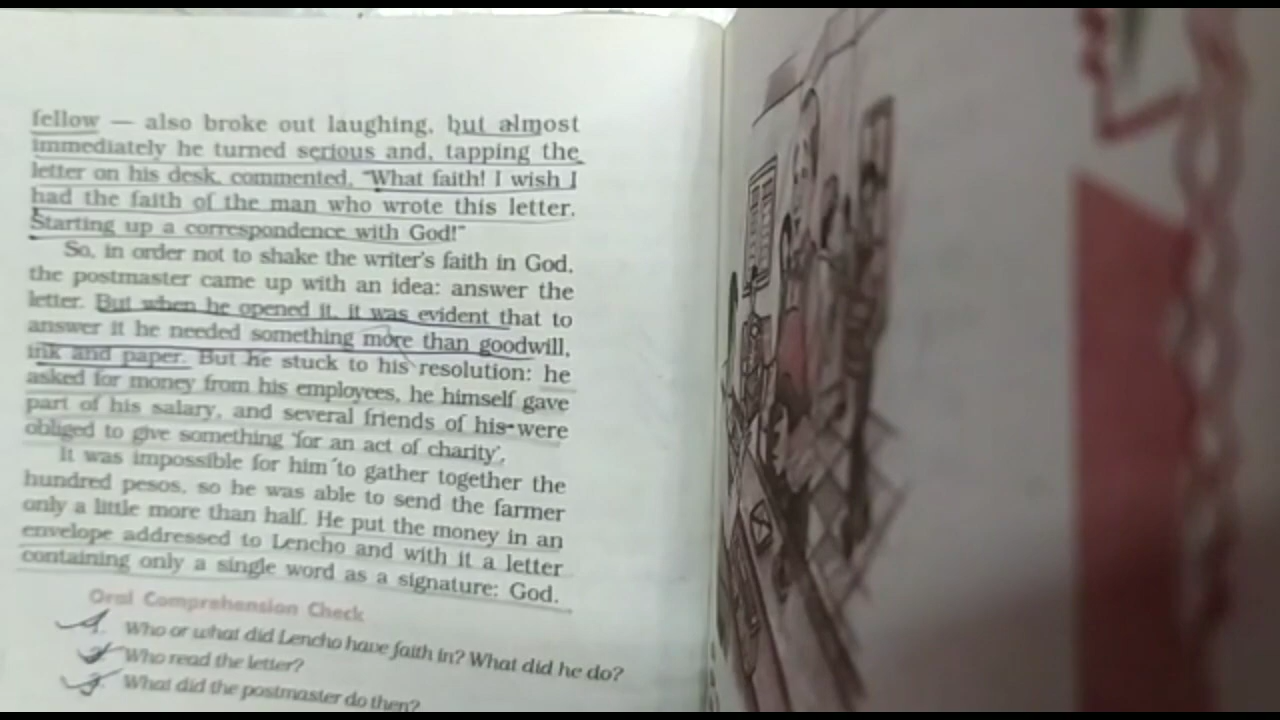 fellow — also broke out laughing, but almost
immediately he turned serious and, tapping the
letter on his desk, commented, "What faith! I wish I
had the faith of the man who wrote this letter.
Starting up a correspondence with God!"
So, in order not to shake the writer's faith in God,
the postmaster came up with an idea: answer the
letter. But when he opened it, it was evident that to
answer it he needed something more than goodwill,
ink and paper. But he stuck to his resolution: he
asked for money from his employees, he himself gave
part of his salary, and several friends of his were
obliged to give something 'for an act of charity'.
It was impossible for him to gather together the
hundred pesos, so he was able to send the farmer
only a little more than half. He put the money in an
envelope addressed to Lencho and with it a letter
containing only a single word as a signature: God.
Oral Comprehension Check
1. Who or what did Lencho have faith in? What did he do?
2. Who read the letter?
3. What did the postmaster do then?